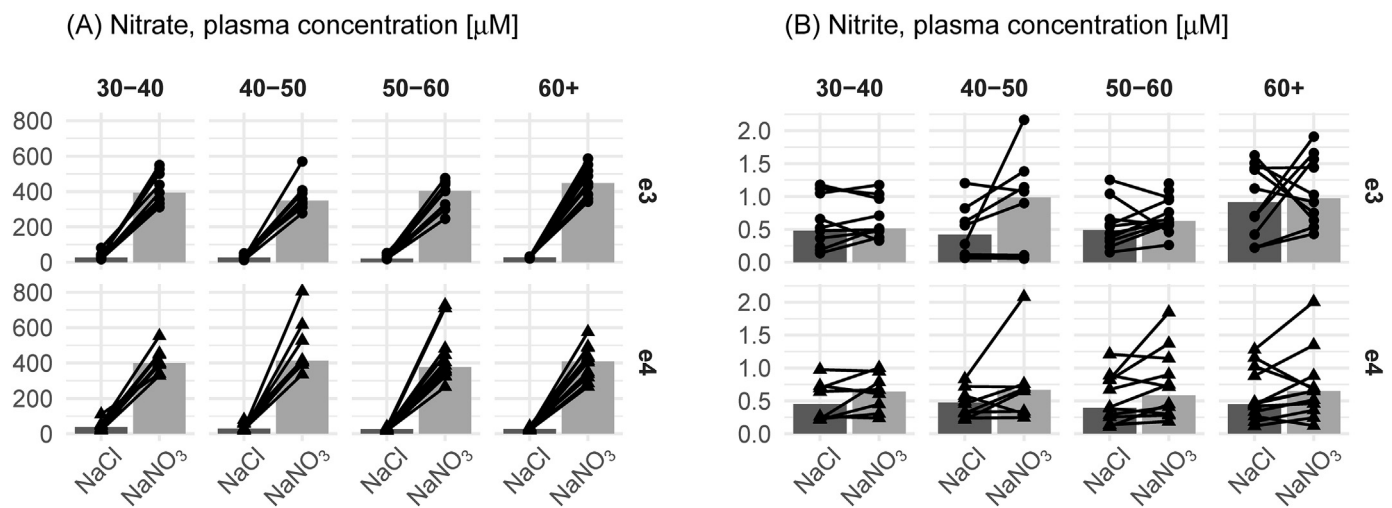 (A) Nitrate, plasma concentration [μM]
30−40 40−50 50−60 60+
800
600
400
200
0
e3
800
600
400
200
0
e4
NaCl NaNO₃ NaCl NaNO₃ NaCl NaNO₃ NaCl NaNO₃
(B) Nitrite, plasma concentration [μM]
30−40 40−50 50−60 60+
2.0
1.5
1.0
0.5
0.0
e3
2.0
1.5
1.0
0.5
0.0
e4
NaCl NaNO₃ NaCl NaNO₃ NaCl NaNO₃ NaCl NaNO₃